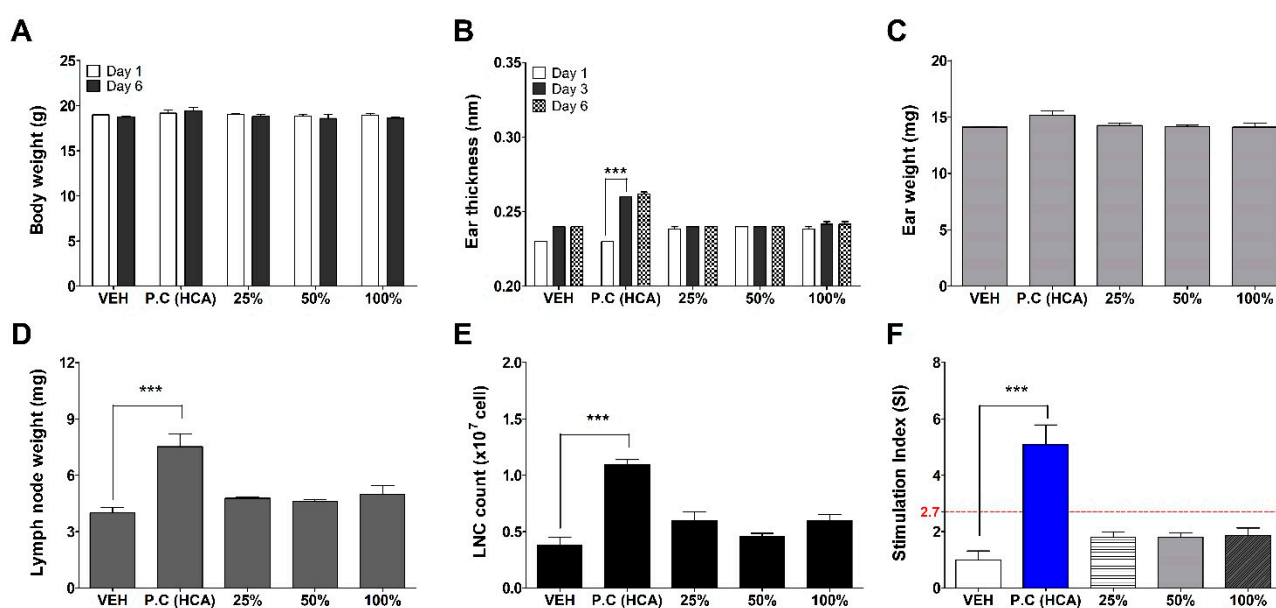 A
Body weight (g)
25
20
15
10
5
0
Day 1
Day 6
VEH P.C (HCA) 25% 50% 100%
B
Ear thickness (nm)
0.35
0.30
0.25
0.20
Day 1
Day 3
Day 6
***
VEH P.C (HCA) 25% 50% 100%
C
Ear weight (mg)
20
15
10
5
0
VEH P.C (HCA) 25% 50% 100%
D
Lymph node weight (mg)
12
9
6
3
0
***
VEH P.C (HCA) 25% 50% 100%
E
LNC count (x10⁷ cell)
2.0
1.5
1.0
0.5
0.0
***
VEH P.C (HCA) 25% 50% 100%
F
Stimulation Index (SI)
8
6
4
2.7
2
0
***
VEH P.C (HCA) 25% 50% 100%